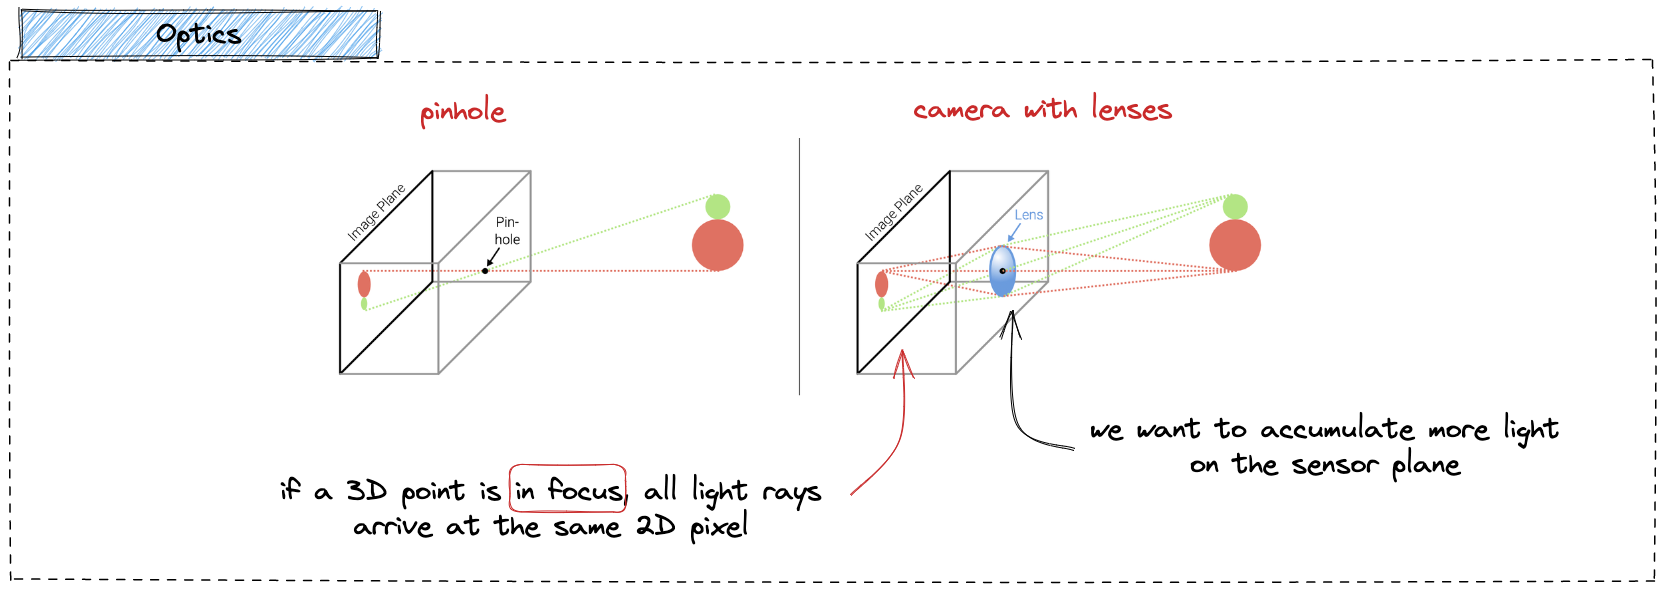 Optics
pinhole
camera with lenses
Image Plane
Pin-
hole
Image Plane
Lens
we want to accumulate more light
on the sensor plane
if a 3D point is in focus, all light rays
arrive at the same 2D pixel